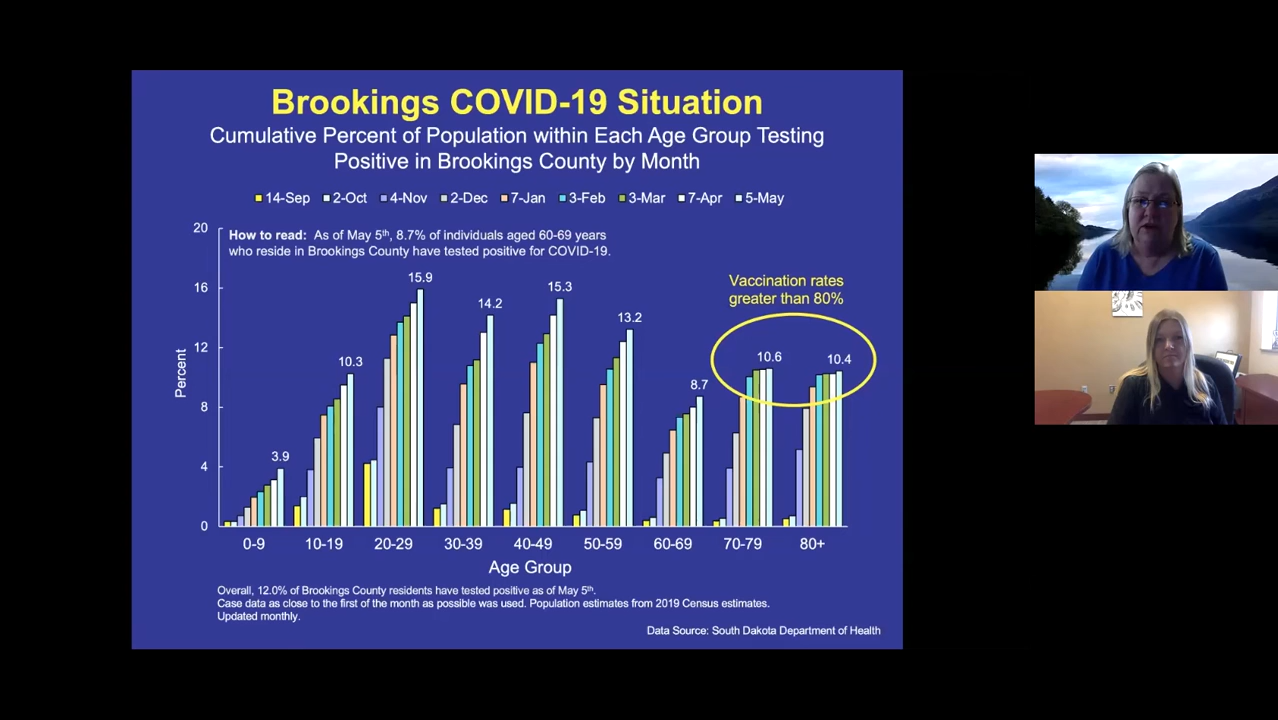 Brookings COVID-19 Situation
Cumulative Percent of Population within Each Age Group Testing
Positive in Brookings County by Month
14-Sep 2-Oct 4-Nov 2-Dec 7-Jan 3-Feb 3-Mar 7-Apr 5-May
How to read: As of May 5th, 8.7% of individuals aged 60-69 years
who reside in Brookings County have tested positive for COVID-19.
Vaccination rates
greater than 80%
Percent
20
16
12
8
4
0
3.9
10.3
15.9
14.2
15.3
13.2
8.7
10.6
10.4
0-9 10-19 20-29 30-39 40-49 50-59 60-69 70-79 80+
Age Group
Overall, 12.0% of Brookings County residents have tested positive as of May 5th.
Case data as close to the first of the month as possible was used. Population estimates from 2019 Census estimates.
Updated monthly.
Data Source: South Dakota Department of Health